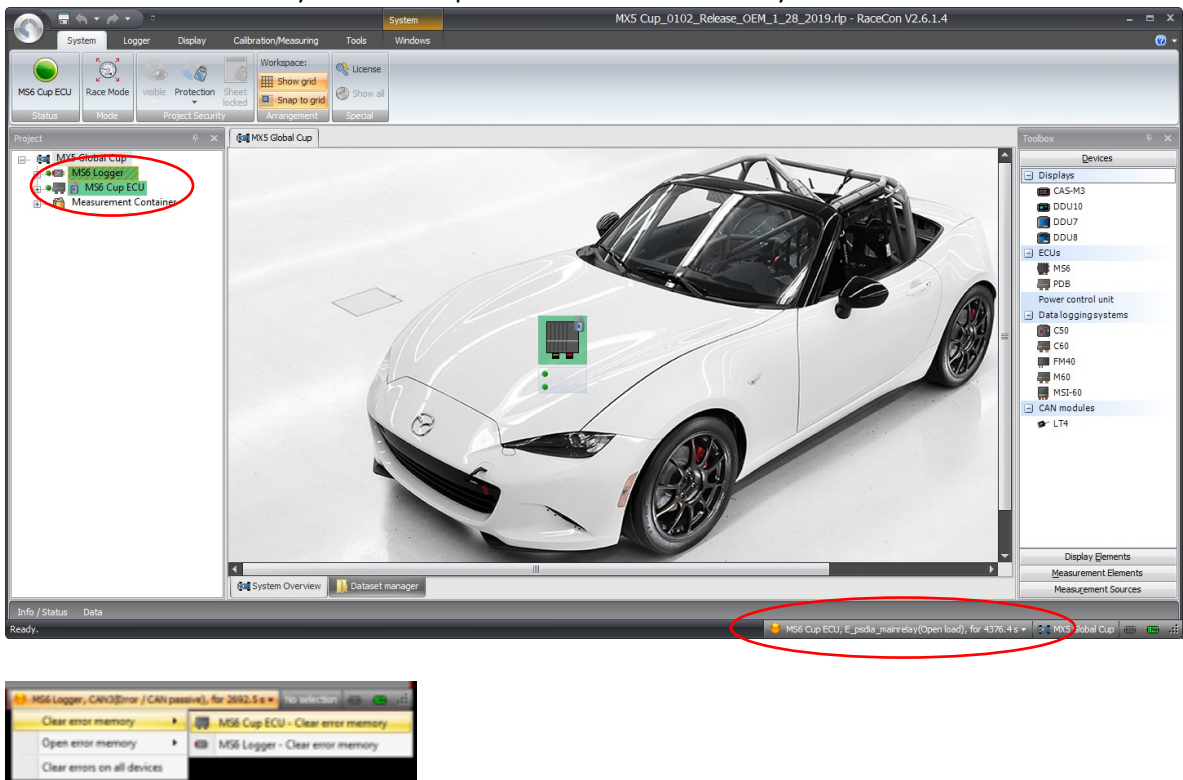 System
MX5 Cup_0102_Release_OEM_1_28_2019.rlp - RaceCon V2.6.1.4
System Logger Display Calibration/Measuring Tools Windows
MS6 Cup ECU
Race Mode
visible
Protection
Sheet locked
Workspace:
Show grid
Snap to grid
License
Show all
Status Mode Project Security Arrangement Special
Project
MX5 Global Cup
MS6 Logger
MS6 Cup ECU
Measurement Container
MX5 Global Cup
Toolbox
Devices
Displays
CAS-M3
DDU10
DDU7
DDU8
ECUs
MS6
PDB
Power control unit
Data logging systems
C50
C60
FM40
M60
MSI-60
CAN modules
LT4
Display Elements
Measurement Elements
Measurement Sources
System Overview Dataset manager
Info / Status Data
Ready.
MS6 Cup ECU, E_psdia_mainrelay(Open load), for 4376.4 s
MX5 Global Cup
MS6 Logger, CAN3(Error / CAN passive), for 2692.5 s No selection
Clear error memory
MS6 Cup ECU - Clear error memory
Open error memory
MS6 Logger - Clear error memory
Clear errors on all devices